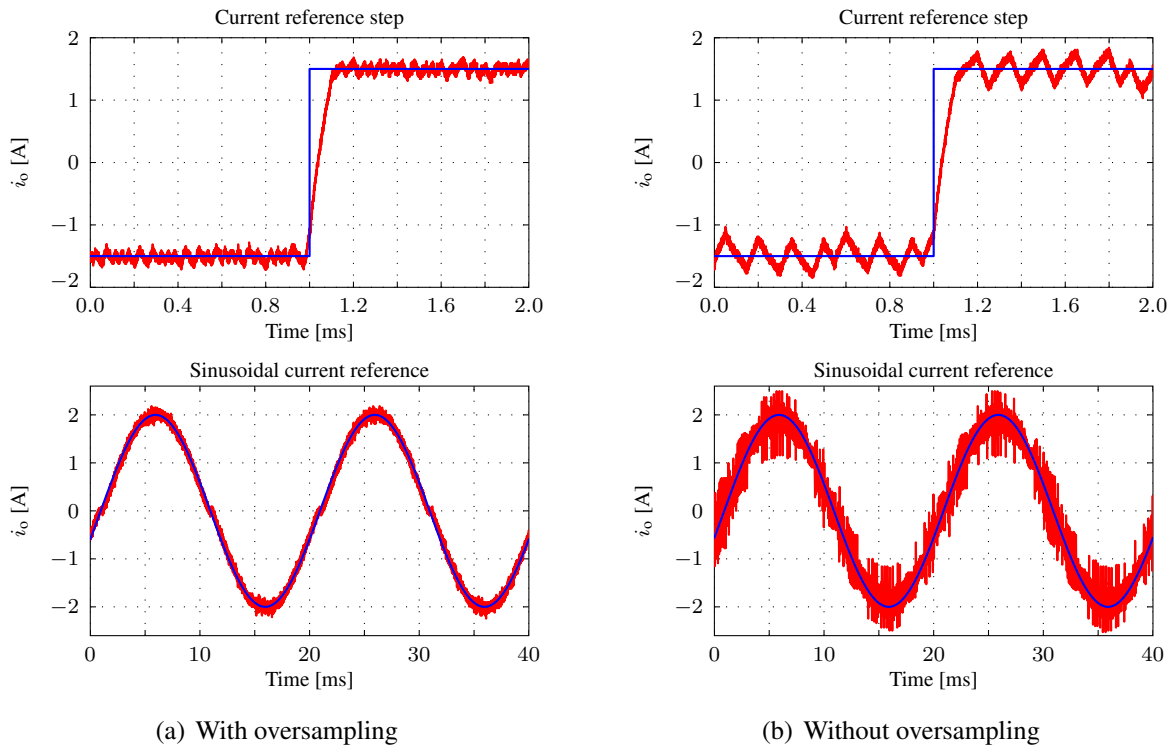 Current reference step
2
1
0
−1
−2
i_o [A]
0.0 0.4 0.8 1.2 1.6 2.0
Time [ms]
Current reference step
2
1
0
−1
−2
i_o [A]
0.0 0.4 0.8 1.2 1.6 2.0
Time [ms]
Sinusoidal current reference
2
1
0
−1
−2
i_o [A]
0 10 20 30 40
Time [ms]
Sinusoidal current reference
2
1
0
−1
−2
i_o [A]
0 10 20 30 40
Time [ms]
(a) With oversampling
(b) Without oversampling